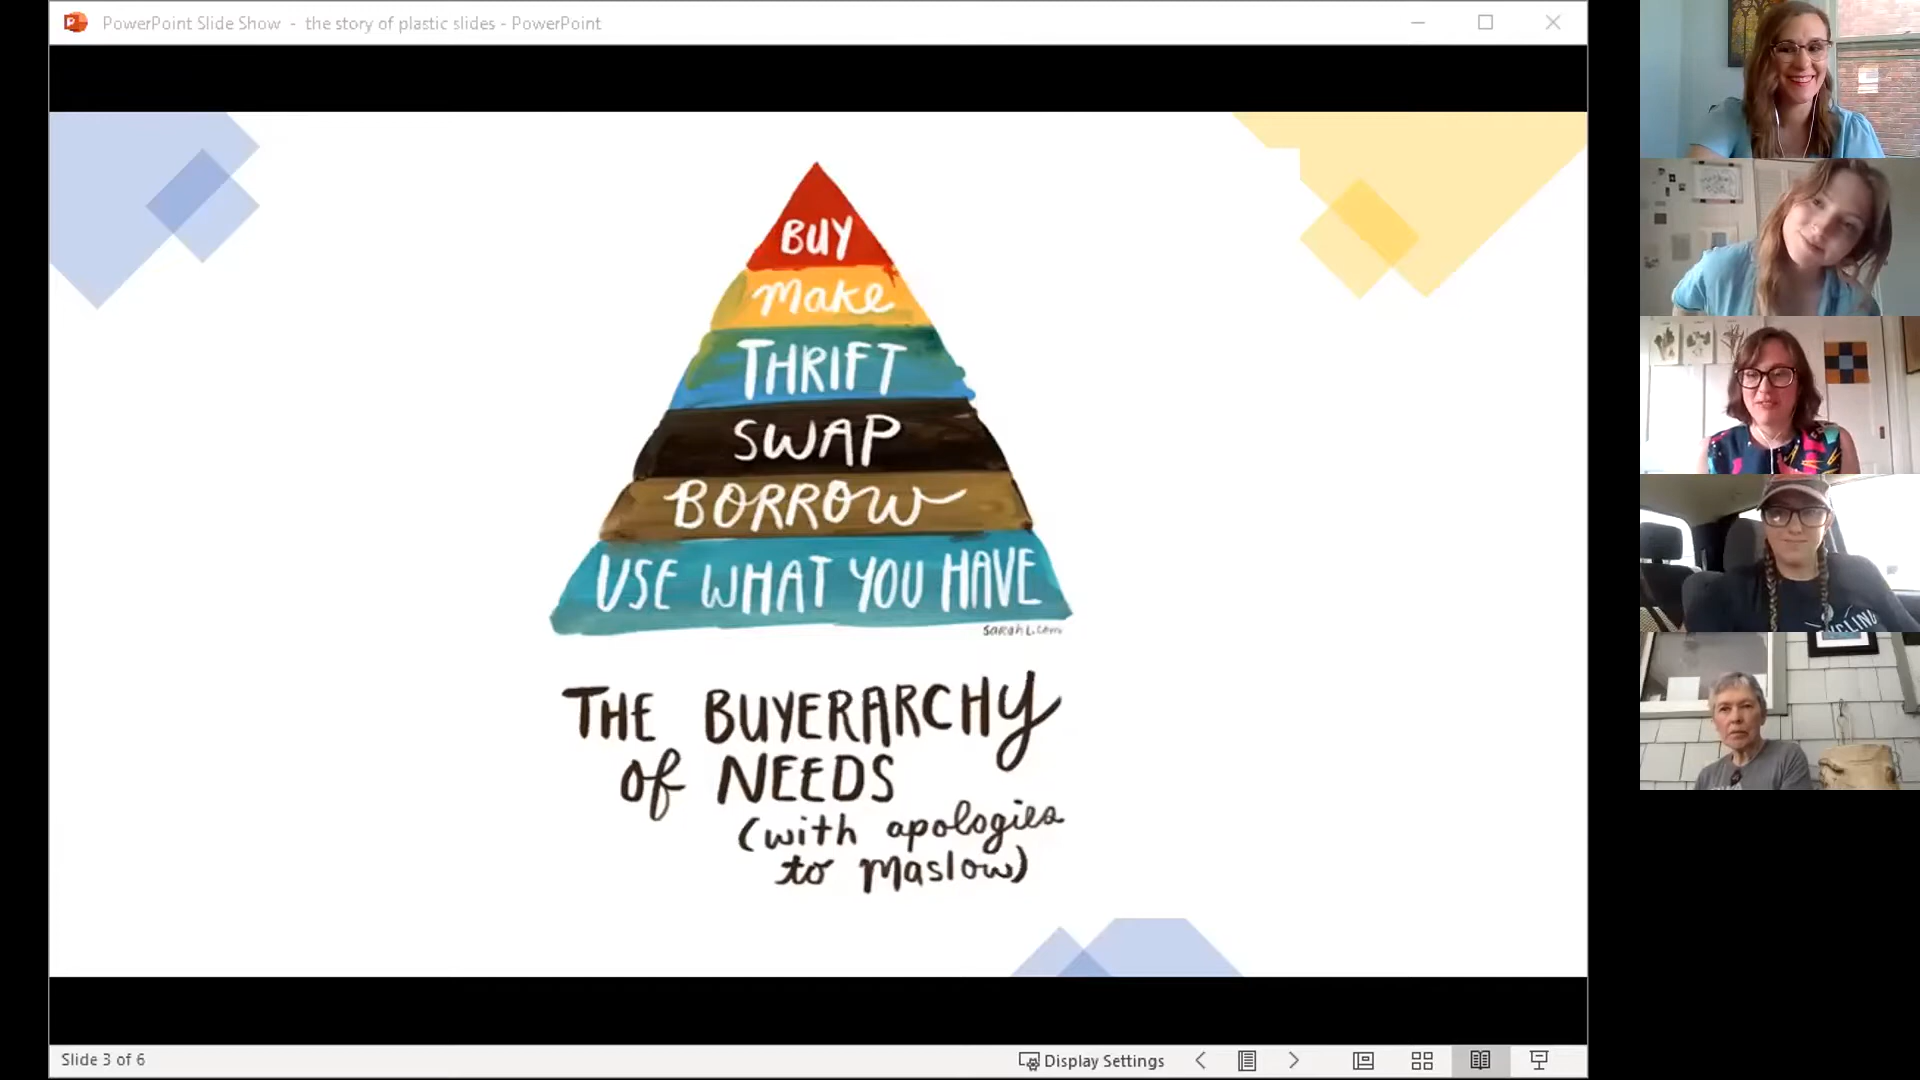 PowerPoint Slide Show - the story of plastic slides - PowerPoint
BUY
Make
THRIFT
SWAP
BORROW
USE WHAT YOU HAVE
SarahL.com
THE BUYERARCHY
of NEEDS
(with apologies
to Maslow)
Slide 3 of 6
Display Settings